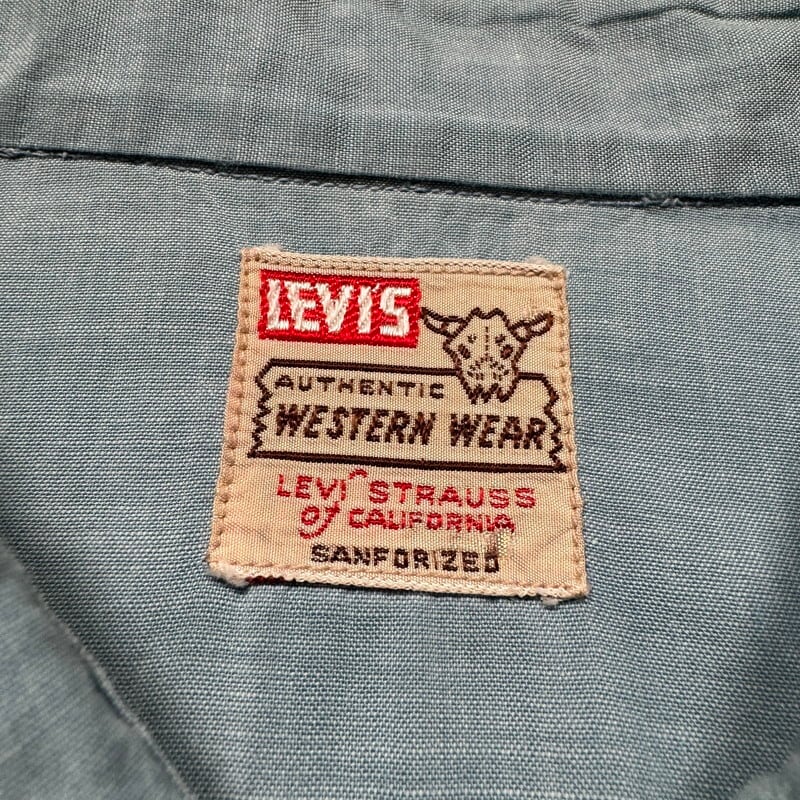 LEVI'S
AUTHENTIC
WESTERN WEAR
LEVI STRAUSS
of CALIFORNIA
SANFORIZED